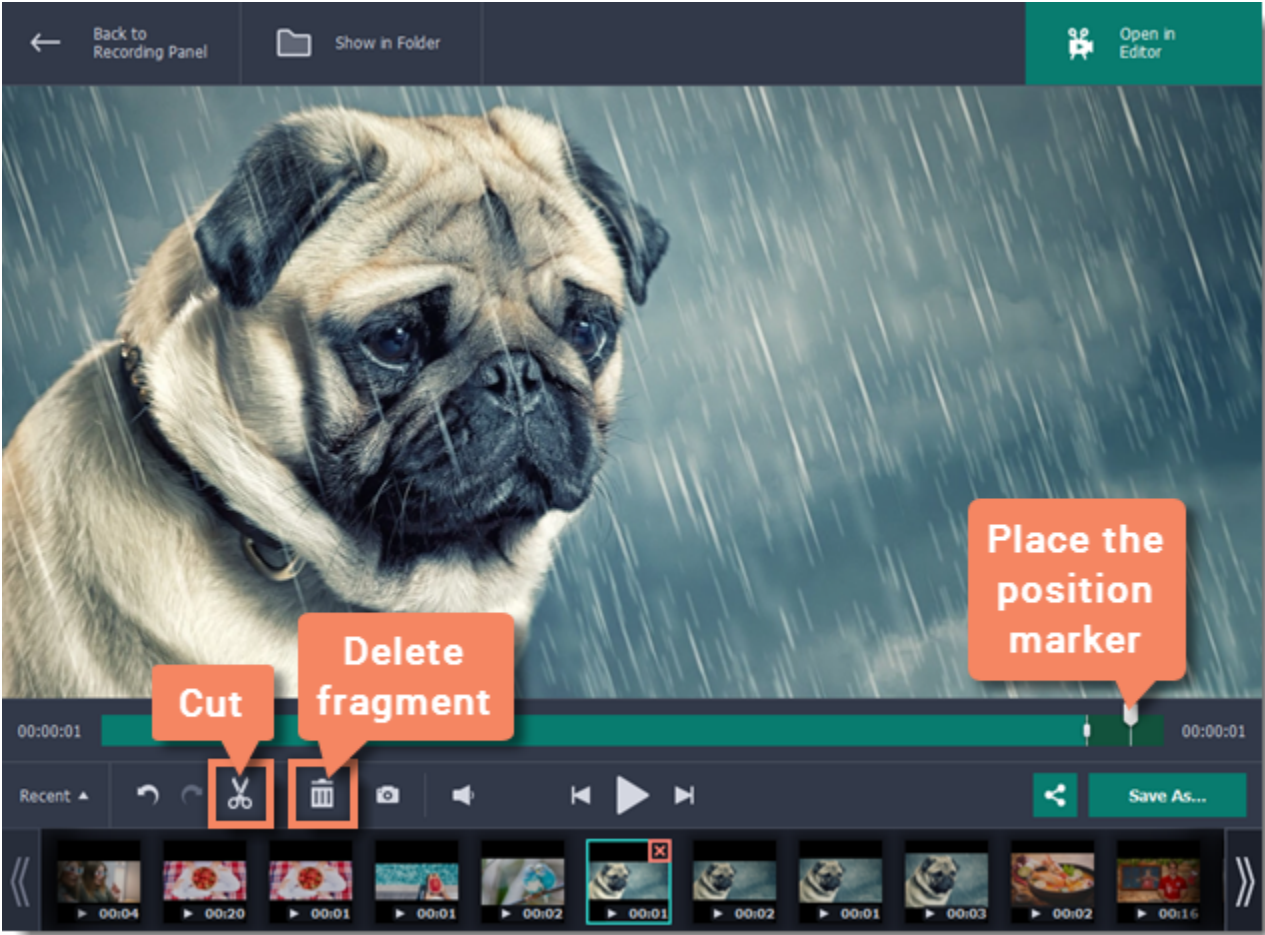 Back to
Recording Panel
Show in Folder
Open in
Editor
Place the
position
marker
Delete
fragment
Cut
00:00:01
00:00:01
Recent
Save As...
00:04
00:20
00:01
00:01
00:02
00:01
00:02
00:01
00:03
00:02
00:16